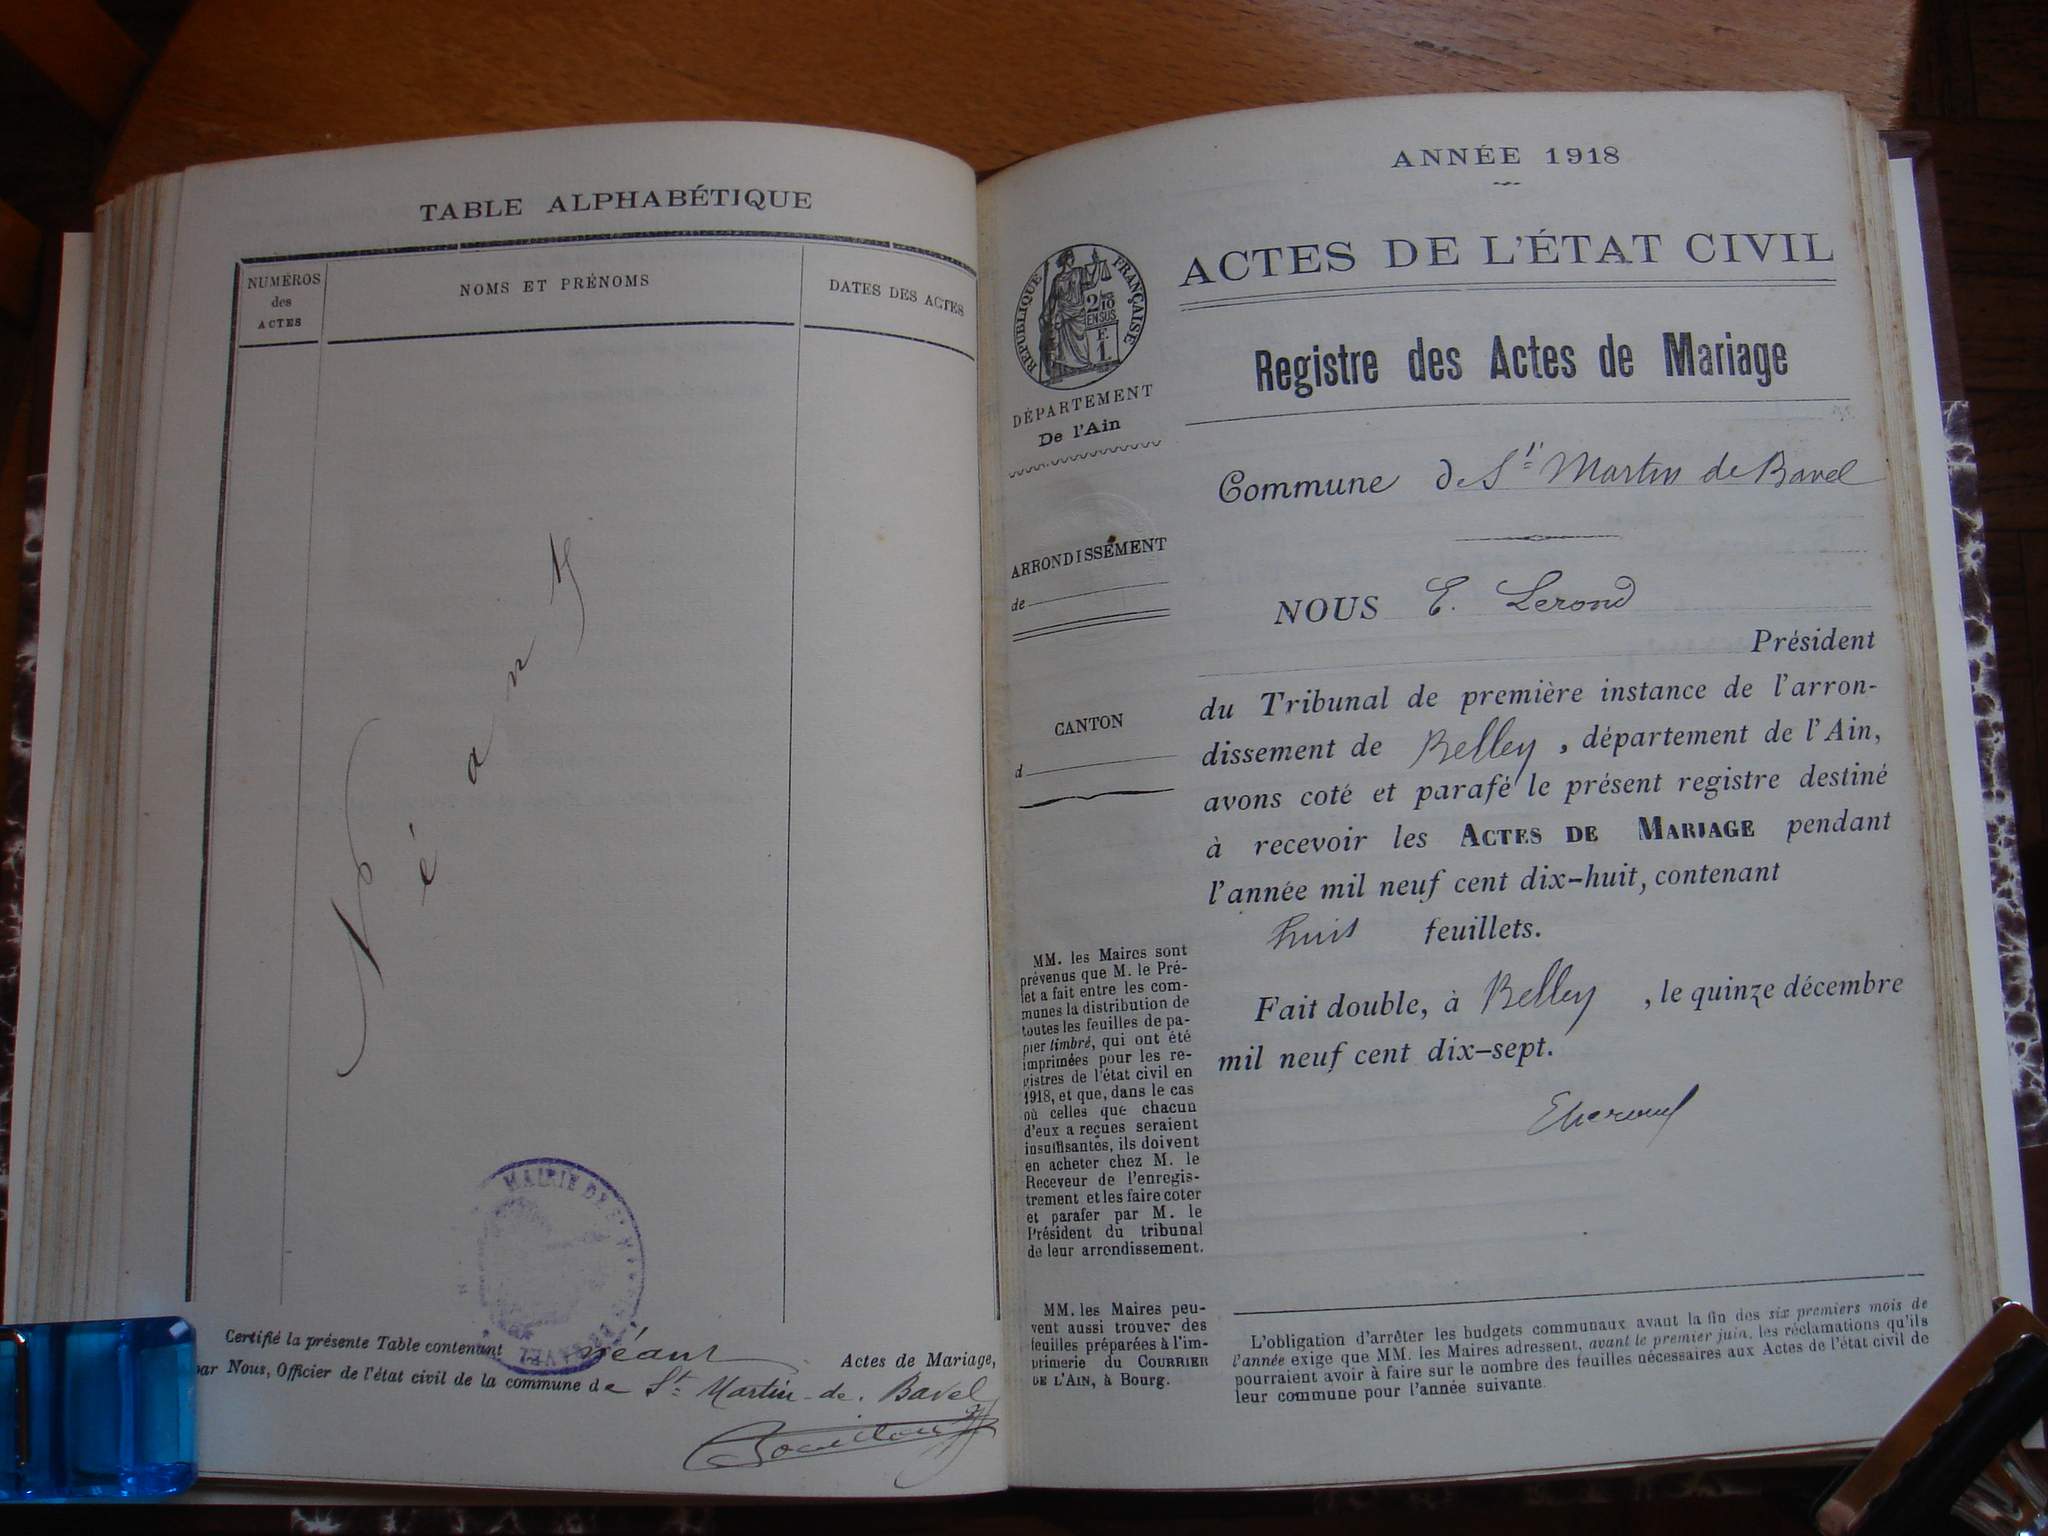 TABLE ALPHABÉTIQUE
NUMÉROS
des
ACTES
NOMS ET PRÉNOMS
DATES DES ACTES
Néant
MAIRIE DE
Certifié la présente Table contenant néant Actes de Mariage,
par Nous, Officier de l'état civil de la commune de St Martin-de-Bavel
ANNÉE 1918
ACTES DE L'ÉTAT CIVIL
RÉPUBLIQUE FRANÇAISE
2/10
EN SUS
F.
1.
DÉPARTEMENT
De l'Ain
Registre des Actes de Mariage
Commune de St Martin de Bavel
ARRONDISSEMENT
de
NOUS E. Lerond
Président
du Tribunal de première instance de l'arron-
dissement de Belley, département de l'Ain,
avons coté et parafé le présent registre destiné
à recevoir les ACTES DE MARIAGE pendant
l'année mil neuf cent dix-huit, contenant
huit feuillets.
Fait double, à Belley, le quinze décembre
mil neuf cent dix-sept.
ELerond
CANTON
d
MM. les Maires sont
prévenus que M. le Pré-
fet a fait entre les com-
munes la distribution de
toutes les feuilles de pa-
pier timbré, qui ont été
imprimées pour les re-
gistres de l'état civil en
1918, et que, dans le cas
où celles que chacun
d'eux a reçues seraient
insuffisantes, ils doivent
en acheter chez M. le
Receveur de l'enregis-
trement et les faire coter
et parafer par M. le
Président du tribunal
de leur arrondissement.
MM. les Maires peu-
vent aussi trouver des
feuilles préparées à l'im-
primerie du COURRIER
DE L'AIN, à Bourg.
L'obligation d'arrêter les budgets communaux avant la fin des six premiers mois de
l'année exige que MM. les Maires adressent, avant le premier juin, les réclamations qu'ils
pourraient avoir à faire sur le nombre des feuilles nécessaires aux Actes de l'état civil de
leur commune pour l'année suivante.